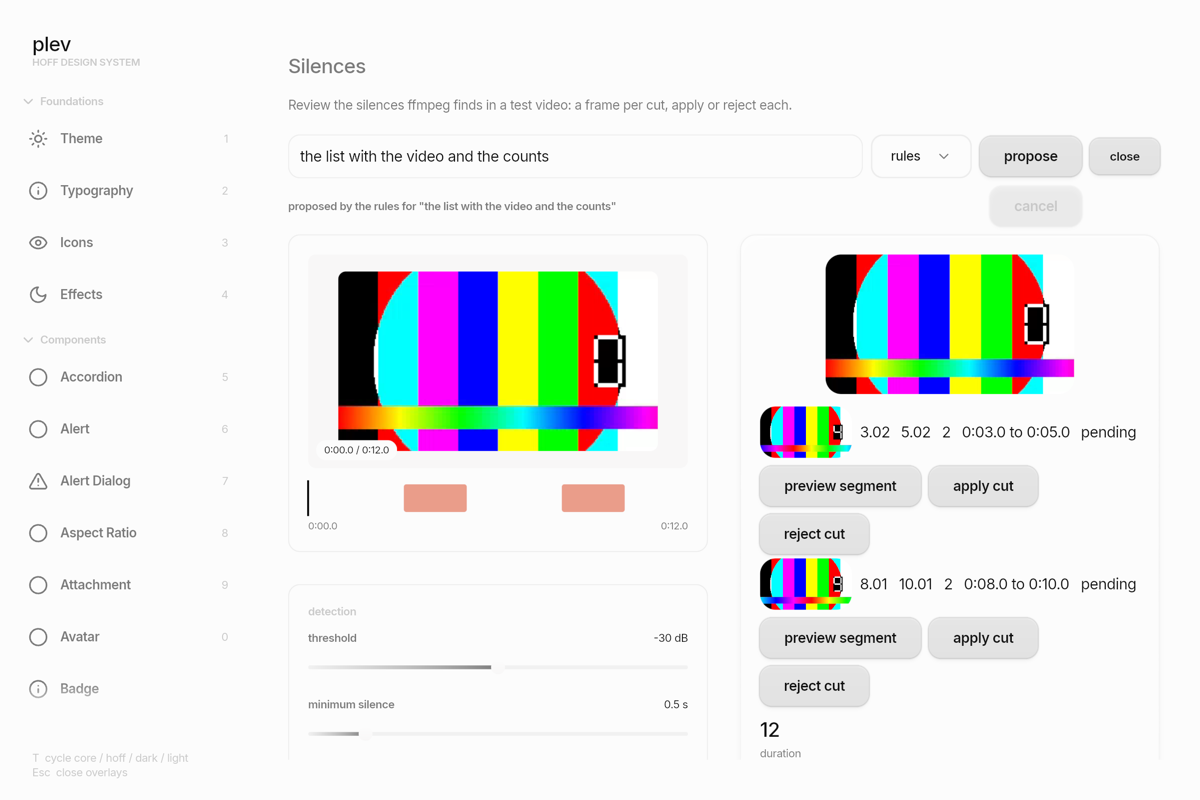 plev
HOFF DESIGN SYSTEM
Foundations
Theme 1
Typography 2
Icons 3
Effects 4
Components
Accordion 5
Alert 6
Alert Dialog 7
Aspect Ratio 8
Attachment 9
Avatar 0
Badge
T cycle core / hoff / dark / light
Esc close overlays
Silences
Review the silences ffmpeg finds in a test video: a frame per cut, apply or reject each.
the list with the video and the counts
rules
propose
close
proposed by the rules for "the list with the video and the counts"
cancel
0:00.0 / 0:12.0
0:00.0 0:12.0
detection
threshold -30 dB
minimum silence 0.5 s
3.02 5.02 2 0:03.0 to 0:05.0 pending
preview segment apply cut
reject cut
8.01 10.01 2 0:08.0 to 0:10.0 pending
preview segment apply cut
reject cut
12
duration